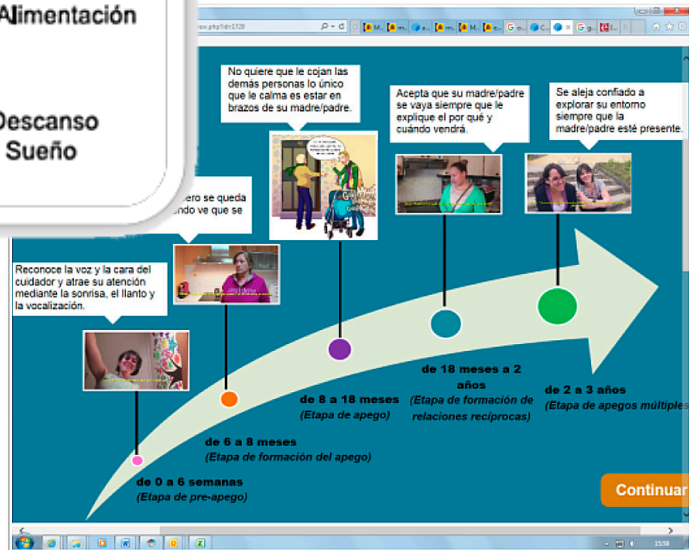 Alimentación
Descanso
Sueño
No quiere que le cojan las
demás personas lo único
que le calma es estar en
brazos de su madre/padre.
Acepta que su madre/padre
se vaya siempre que le
explique el por qué y
cuándo vendrá.
Se aleja confiado a
explorar su entorno
siempre que la
madre/padre esté presente.
ero se queda
ndo ve que se
Reconoce la voz y la cara del
cuidador y atrae su atención
mediante la sonrisa, el llanto y
la vocalización.
de 18 meses a 2
años
(Etapa de formación de
relaciones recíprocas)
de 2 a 3 años
(Etapa de apegos múltiples
de 8 a 18 meses
(Etapa de apego)
de 6 a 8 meses
(Etapa de formación del apego)
de 0 a 6 semanas
(Etapa de pre-apego)
Continuar
15:59